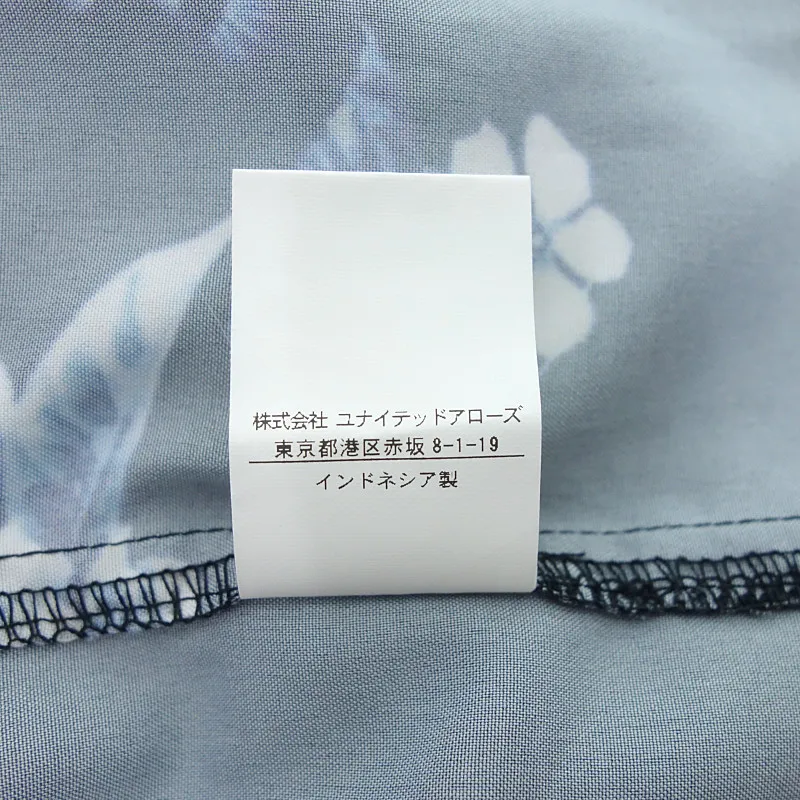 株式会社 ユナイテッドアローズ
東京都港区赤坂 8-1-19
インドネシア製